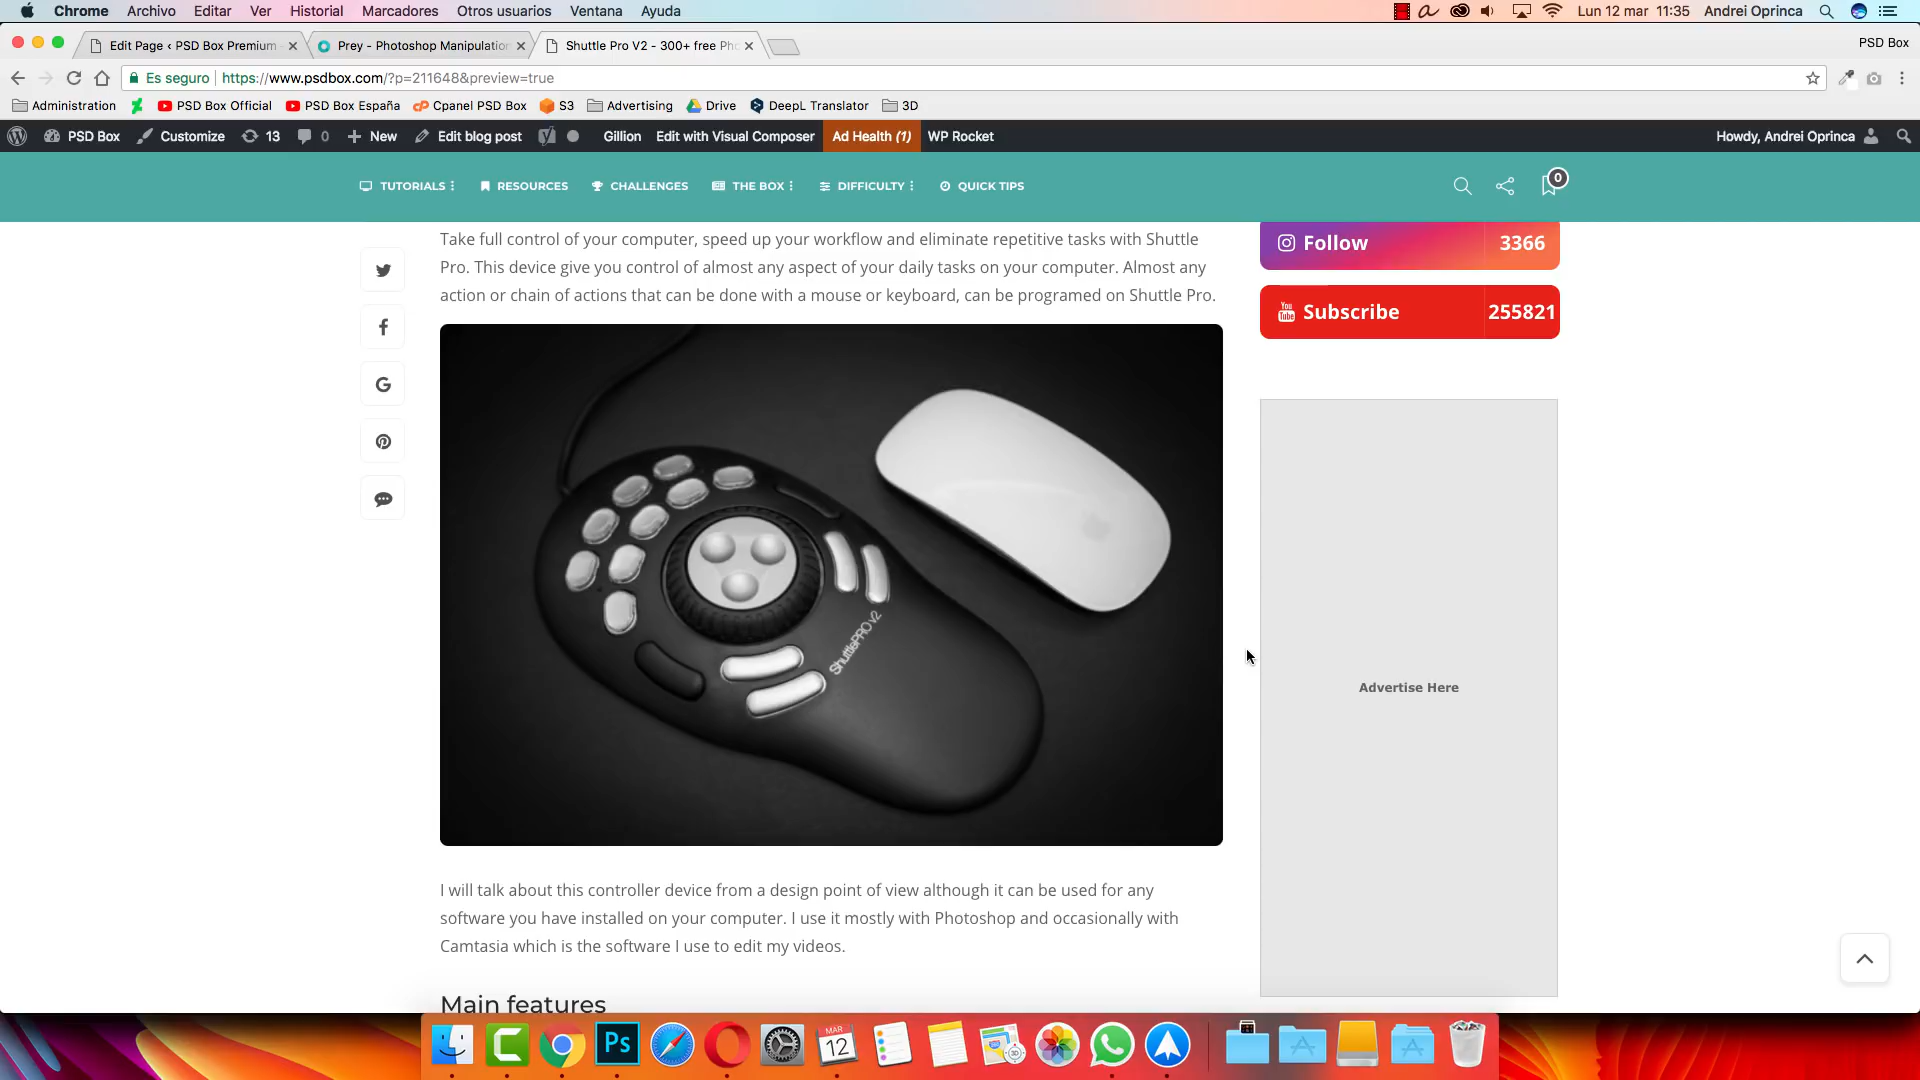 Chrome Archivo Editar Ver Historial Marcadores Otros usuarios Ventana Ayuda Lun 12 mar 11:35 Andrei Oprinca
Edit Page ‹ PSD Box Premium Prey - Photoshop Manipulation Shuttle Pro V2 - 300+ free Pho PSD Box
Es seguro https://www.psdbox.com/?p=211648&preview=true
Administration PSD Box Official PSD Box España Cpanel PSD Box S3 Advertising Drive DeepL Translator 3D
PSD Box Customize 13 0 New Edit blog post Gillion Edit with Visual Composer Ad Health (1) WP Rocket Howdy, Andrei Oprinca
TUTORIALS RESOURCES CHALLENGES THE BOX DIFFICULTY QUICK TIPS 0
Take full control of your computer, speed up your workflow and eliminate repetitive tasks with Shuttle
Pro. This device give you control of almost any aspect of your daily tasks on your computer. Almost any
action or chain of actions that can be done with a mouse or keyboard, can be programed on Shuttle Pro.
Follow 3366
You Tube Subscribe 255821
ShuttlePRO v2
Advertise Here
I will talk about this controller device from a design point of view although it can be used for any
software you have installed on your computer. I use it mostly with Photoshop and occasionally with
Camtasia which is the software I use to edit my videos.
Main features
Ps
MAR
12
3D